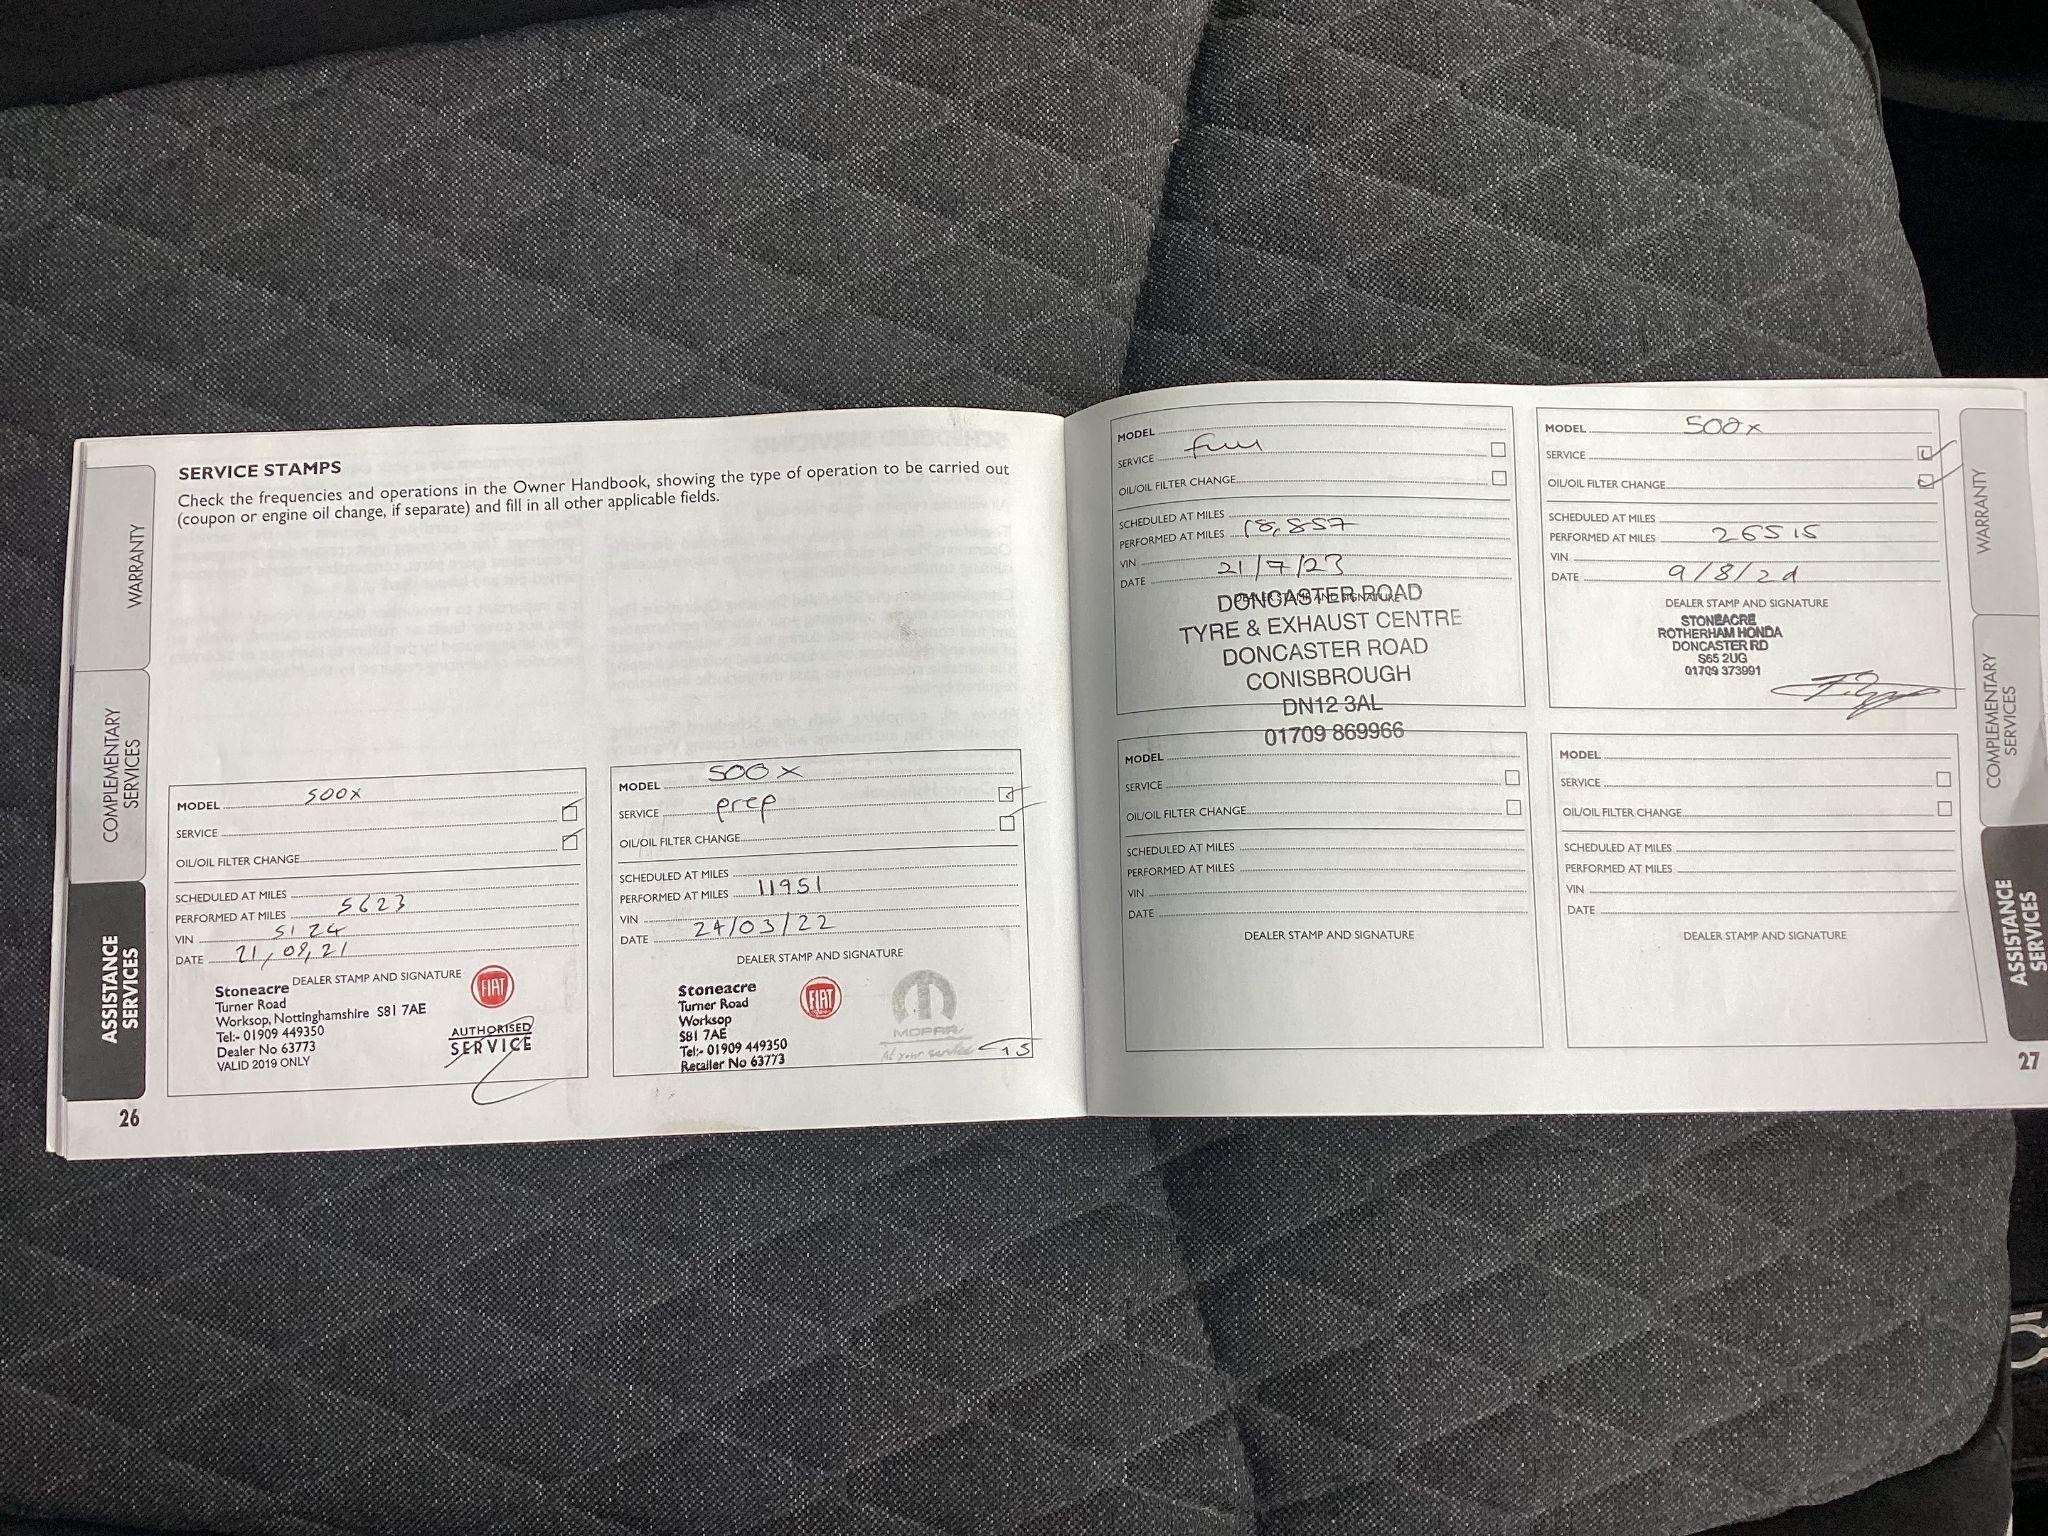 SERVICE STAMPS
Check the frequencies and operations in the Owner Handbook, showing the type of operation to be carried out
(coupon or engine oil change, if separate) and fill in all other applicable fields.
WARRANTY
COMPLEMENTARY
SERVICES
ASSISTANCE
SERVICES
MODEL 500X
SERVICE
OIL/OIL FILTER CHANGE
SCHEDULED AT MILES
PERFORMED AT MILES 5623
VIN 5124
DATE 21,09,21
DEALER STAMP AND SIGNATURE
Stoneacre
Turner Road
Worksop, Nottinghamshire S81 7AE
Tel:- 01909 449350
Dealer No 63773
VALID 2019 ONLY
FIAT
AUTHORISED
SERVICE
26
MODEL 500X
SERVICE prep
OIL/OIL FILTER CHANGE
SCHEDULED AT MILES
PERFORMED AT MILES 11951
VIN
DATE 24/03/22
DEALER STAMP AND SIGNATURE
Stoneacre
Turner Road
Worksop
S81 7AE
Tel:- 01909 449350
Retailer No 63773
FIAT
MOPAR
At your service
MODEL
SERVICE full
OIL/OIL FILTER CHANGE
SCHEDULED AT MILES
PERFORMED AT MILES 18,857
VIN
DATE 21/7/23
DEALER STAMP AND SIGNATURE
DONCASTER ROAD
TYRE & EXHAUST CENTRE
DONCASTER ROAD
CONISBROUGH
DN12 3AL
01709 869966
MODEL 500x
SERVICE
OIL/OIL FILTER CHANGE
SCHEDULED AT MILES
PERFORMED AT MILES 26515
VIN
DATE 9/8/24
DEALER STAMP AND SIGNATURE
STONEACRE
ROTHERHAM HONDA
DONCASTER RD
S65 2UG
01709 373991
MODEL
SERVICE
OIL/OIL FILTER CHANGE
SCHEDULED AT MILES
PERFORMED AT MILES
VIN
DATE
DEALER STAMP AND SIGNATURE
MODEL
SERVICE
OIL/OIL FILTER CHANGE
SCHEDULED AT MILES
PERFORMED AT MILES
VIN
DATE
DEALER STAMP AND SIGNATURE
WARRANTY
COMPLEMENTARY
SERVICES
ASSISTANCE
SERVICES
27